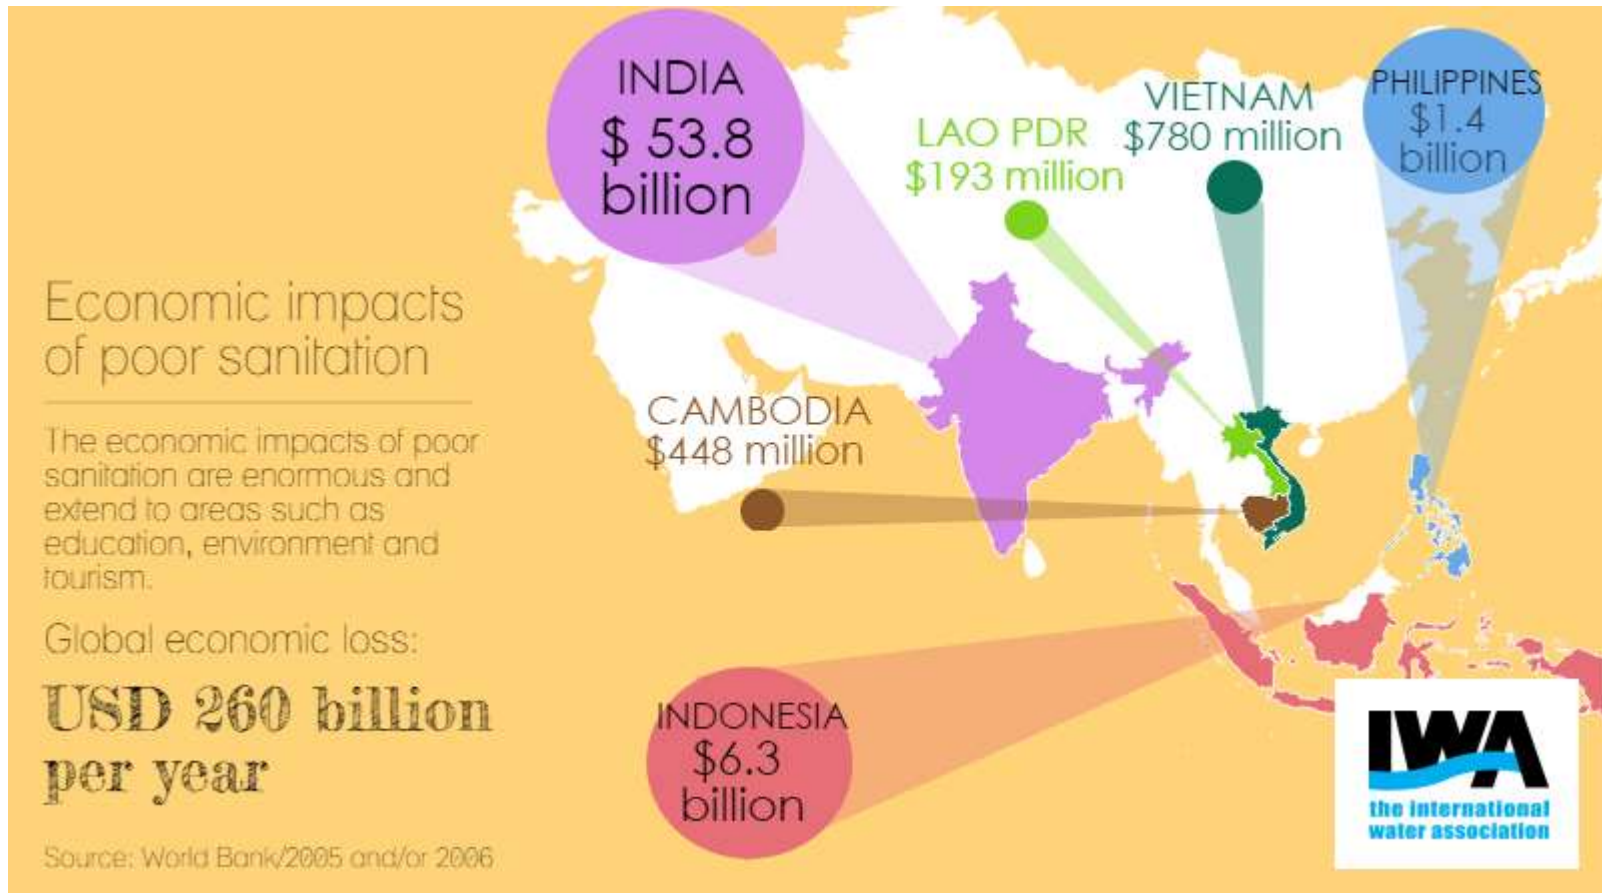 INDIA
$ 53.8
billion
LAO PDR
$193 million
VIETNAM
$780 million
PHILIPPINES
$1.4
billion
Economic impacts
of poor sanitation
The economic impacts of poor
sanitation are enormous and
extend to areas such as
education, environment and
tourism.
Global economic loss:
USD 260 billion
per year
Source: World Bank/2005 and/or 2006
CAMBODIA
$448 million
INDONESIA
$6.3
billion
IWA
the international
water association